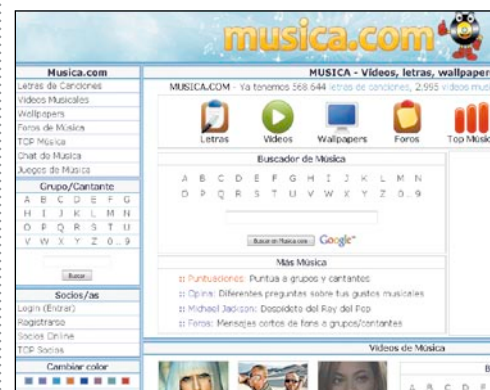 musica.com
Musica.com
Letras de Canciones
Videos Musicales
Wallpapers
Foros de Música
TOP Música
Chat de Musica
Juegos de Música
Grupo/Cantante
A B C D E F G
H I J K L M N
O P Q R S T U
V W X Y Z 0..9
Buscar
Socios/as
Login (Entrar)
Registrarse
Socios Online
TOP Socios
Cambiar color
MUSICA - Vídeos, letras, wallpaper
MUSICA.COM - Ya tenemos 568.644 letras de canciones, 2.995 videos mus
Letras Videos Wallpapers Foros Top Músic
Buscador de Música
A B C D E F G H I J K L M N
O P Q R S T U V W X Y Z 0..9
Buscar en Musica.com Google
Más Música
:: Puntuaciones: Puntua a grupos y cantantes
:: Opina: Diferentes preguntas sobre tus gustos musicales
:: Michael Jackson: Despidete del Rey del Pop
:: Foros: Mensajes cortos de fans a grupos/cantantes
Videos de Música
B
A B C D